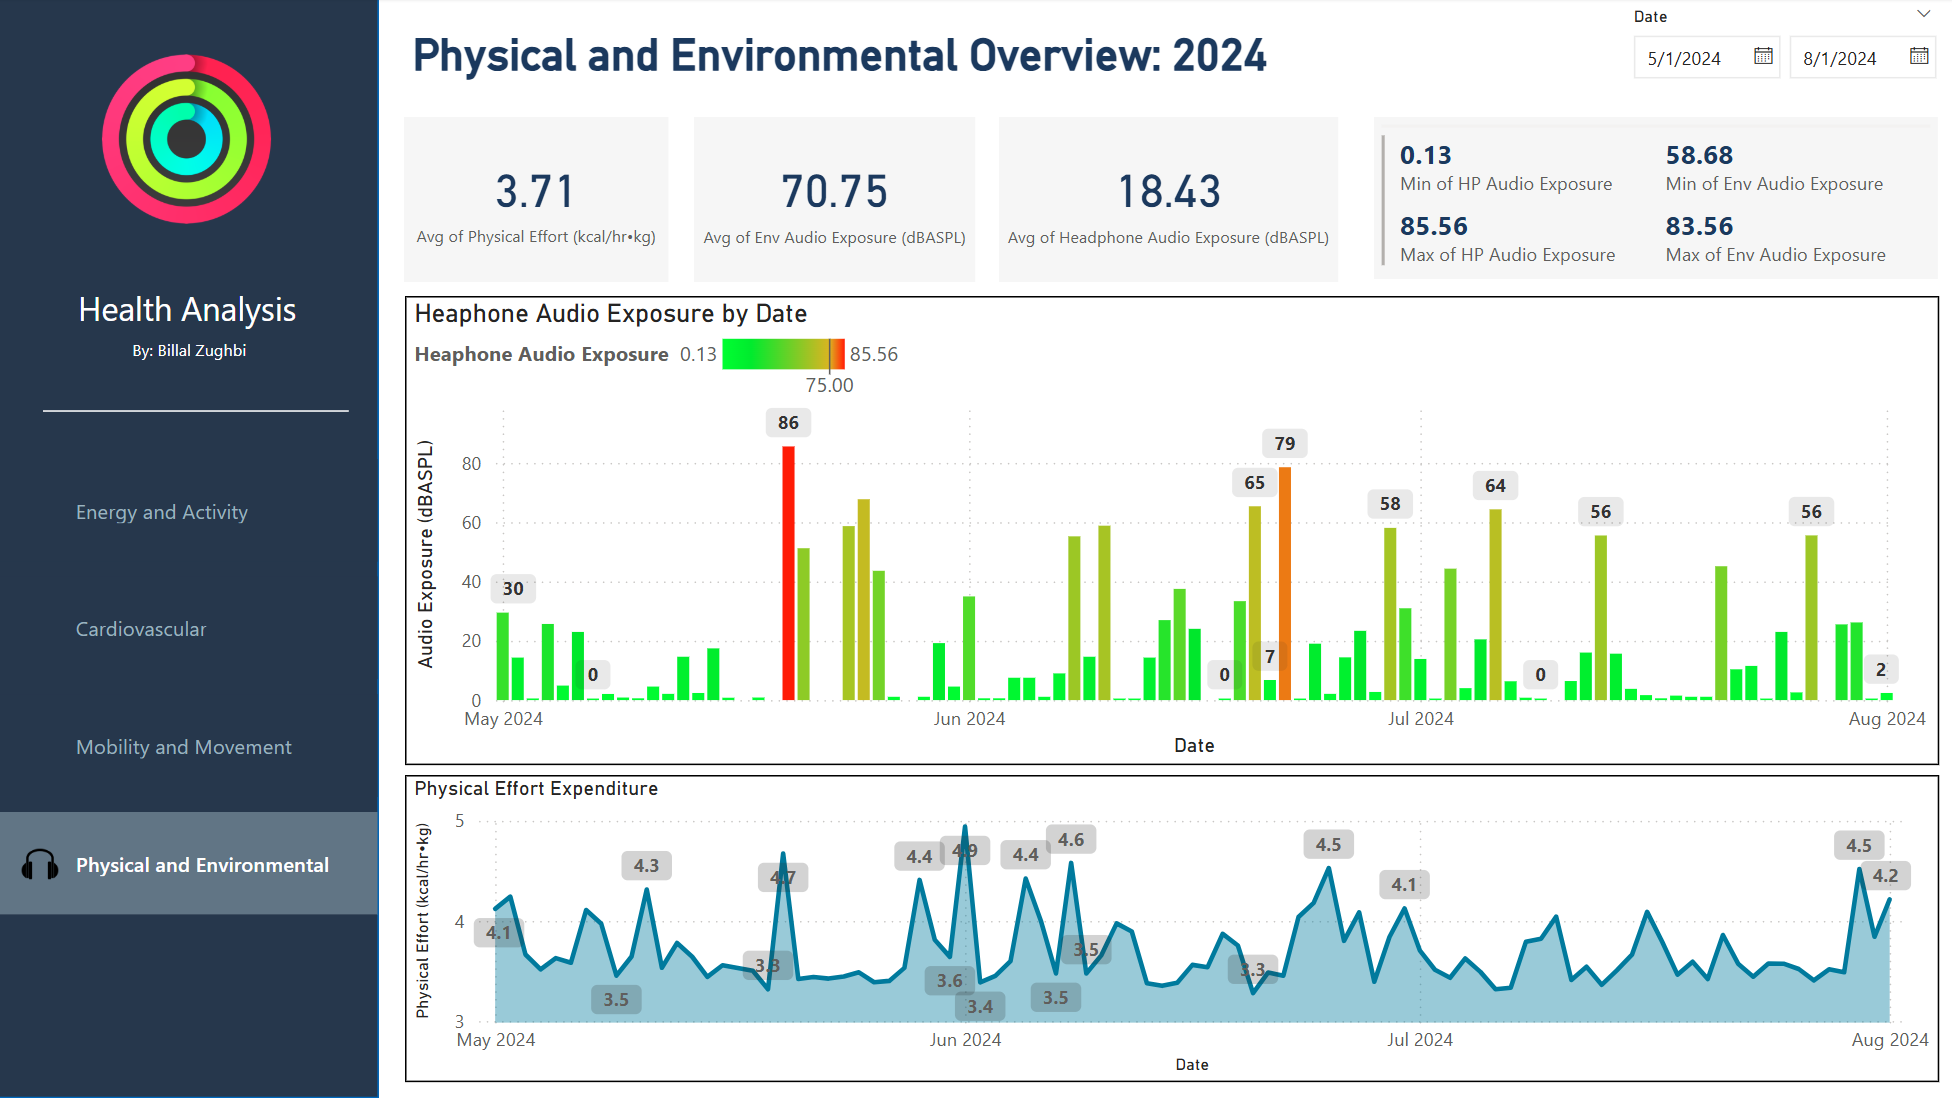 Health Analysis
By: Billal Zughbi
Energy and Activity
Cardiovascular
Mobility and Movement
Physical and Environmental
Physical and Environmental Overview: 2024
Date
5/1/2024
8/1/2024
3.71
Avg of Physical Effort (kcal/hr•kg)
70.75
Avg of Env Audio Exposure (dBASPL)
18.43
Avg of Headphone Audio Exposure (dBASPL)
0.13
Min of HP Audio Exposure
58.68
Min of Env Audio Exposure
85.56
Max of HP Audio Exposure
83.56
Max of Env Audio Exposure
Heaphone Audio Exposure by Date
Heaphone Audio Exposure 0.13 85.56
75.00
Audio Exposure (dBASPL)
80
60
40
20
0
30
0
86
0
65
7
79
58
64
0
56
56
2
May 2024
Jun 2024
Jul 2024
Aug 2024
Date
Physical Effort Expenditure
Physical Effort (kcal/hr•kg)
5
4
3
4.1
3.5
4.3
3.3
4.7
4.4
3.6
4.9
3.4
4.4
3.5
4.6
3.5
3.3
4.5
4.1
4.5
4.2
May 2024
Jun 2024
Jul 2024
Aug 2024
Date